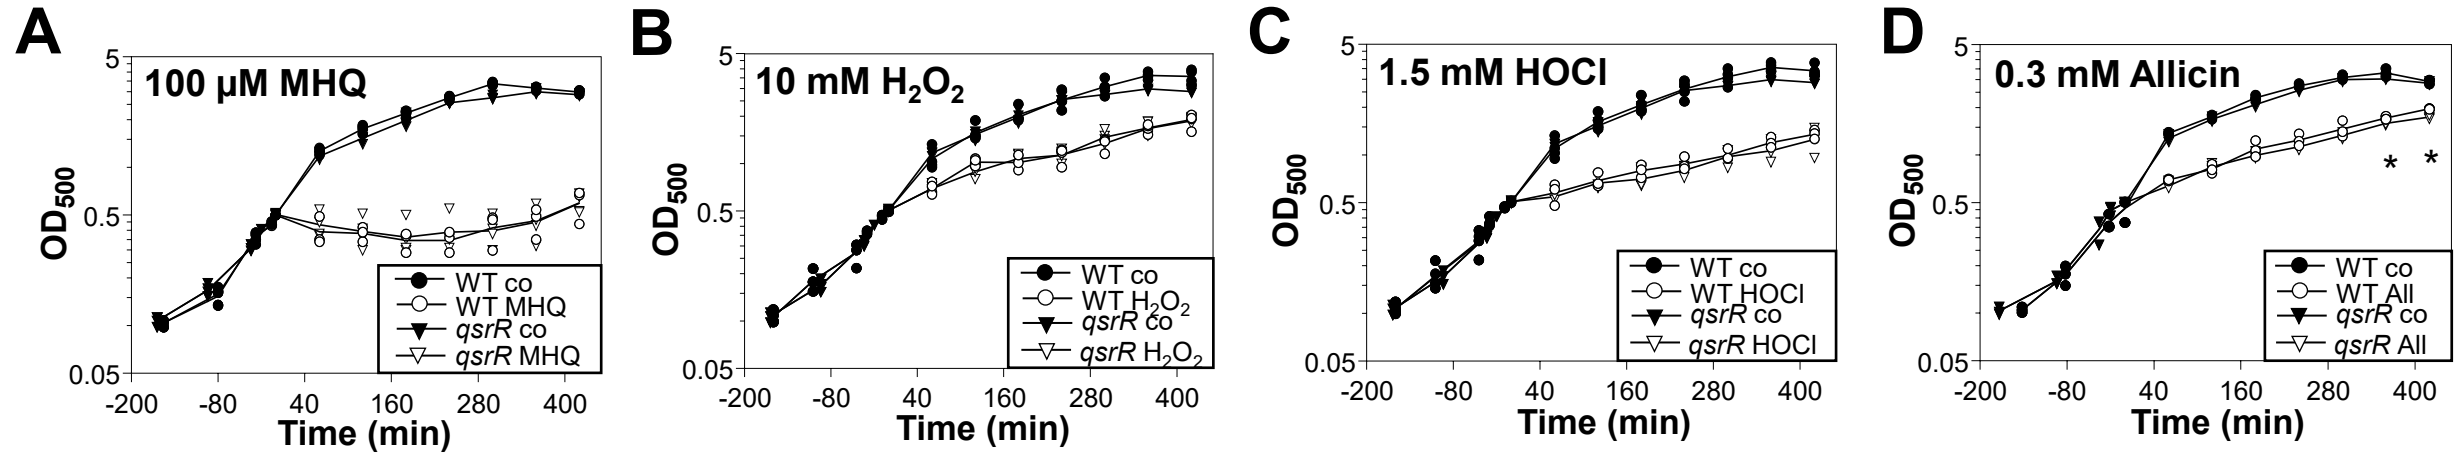 A
5
100 µM MHQ
0.5
0.05
OD500
WT co
WT MHQ
qsrR co
qsrR MHQ
-200 -80 40 160 280 400
Time (min)
B
5
10 mM H2O2
0.5
0.05
OD500
WT co
WT H2O2
qsrR co
qsrR H2O2
-200 -80 40 160 280 400
Time (min)
C
5
1.5 mM HOCl
0.5
0.05
OD500
WT co
WT HOCl
qsrR co
qsrR HOCl
-200 -80 40 160 280 400
Time (min)
D
5
0.3 mM Allicin
0.5
0.05
OD500
* *
WT co
WT All
qsrR co
qsrR All
-200 -80 40 160 280 400
Time (min)